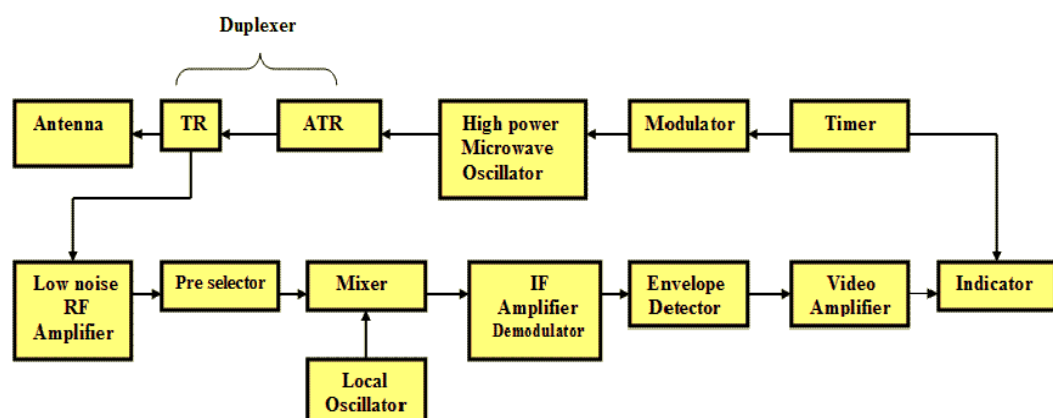 Duplexer
Antenna
TR
ATR
High power
Microwave
Oscillator
Modulator
Timer
Low noise
RF
Amplifier
Pre selector
Mixer
IF
Amplifier
Demodulator
Envelope
Detector
Video
Amplifier
Indicator
Local
Oscillator